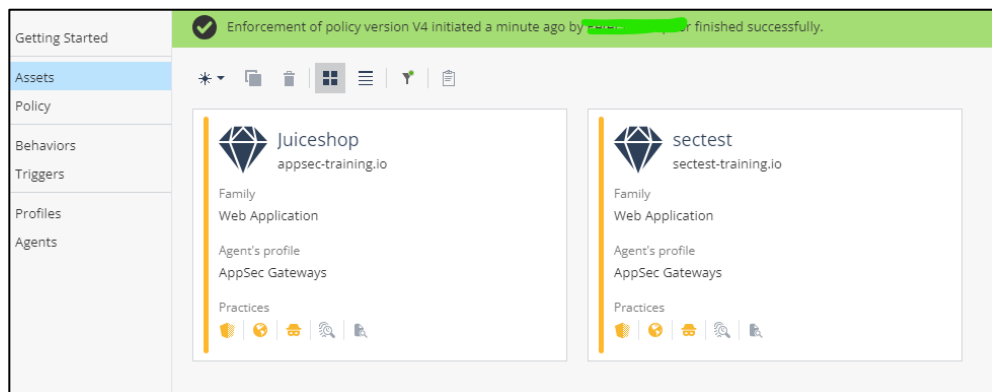 Enforcement of policy version V4 initiated a minute ago by finished successfully.
Getting Started
Assets
Policy
Behaviors
Triggers
Profiles
Agents
Juiceshop
appsec-training.io
Family
Web Application
Agent's profile
AppSec Gateways
Practices
sectest
sectest-training.io
Family
Web Application
Agent's profile
AppSec Gateways
Practices